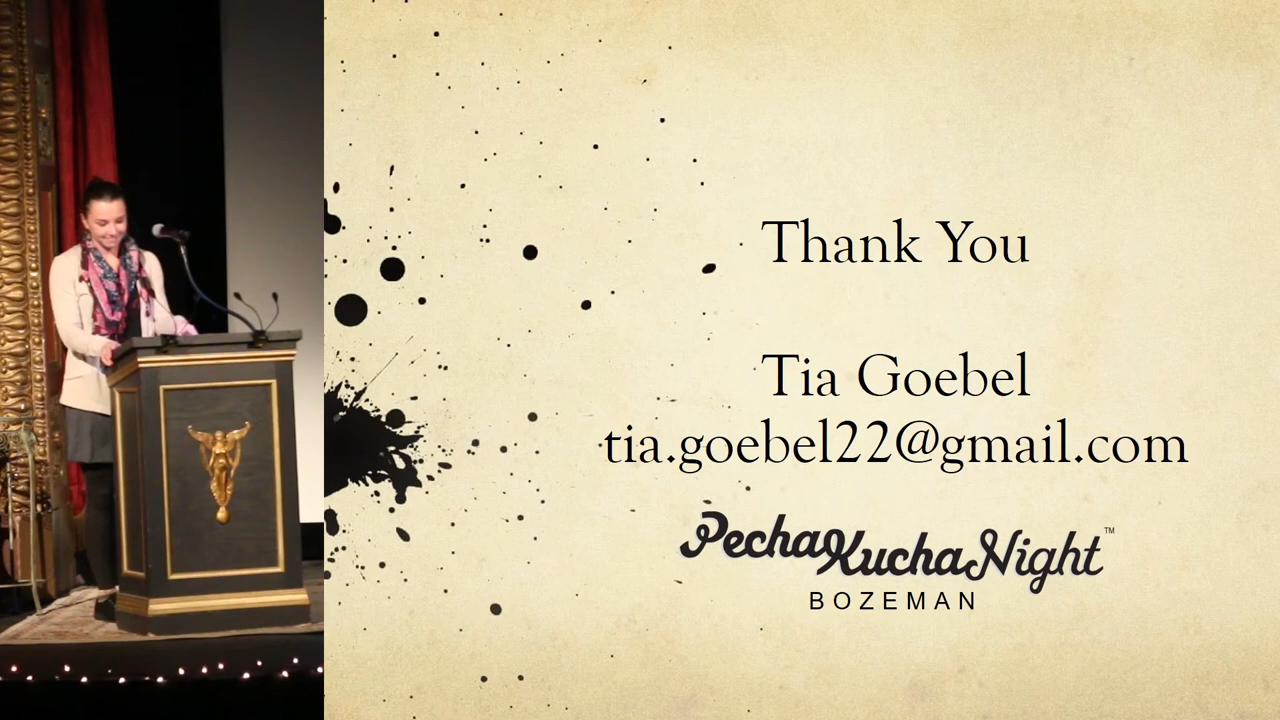 Thank You
Tia Goebel
tia.goebel22@gmail.com
PechaKuchaNight™
BOZEMAN